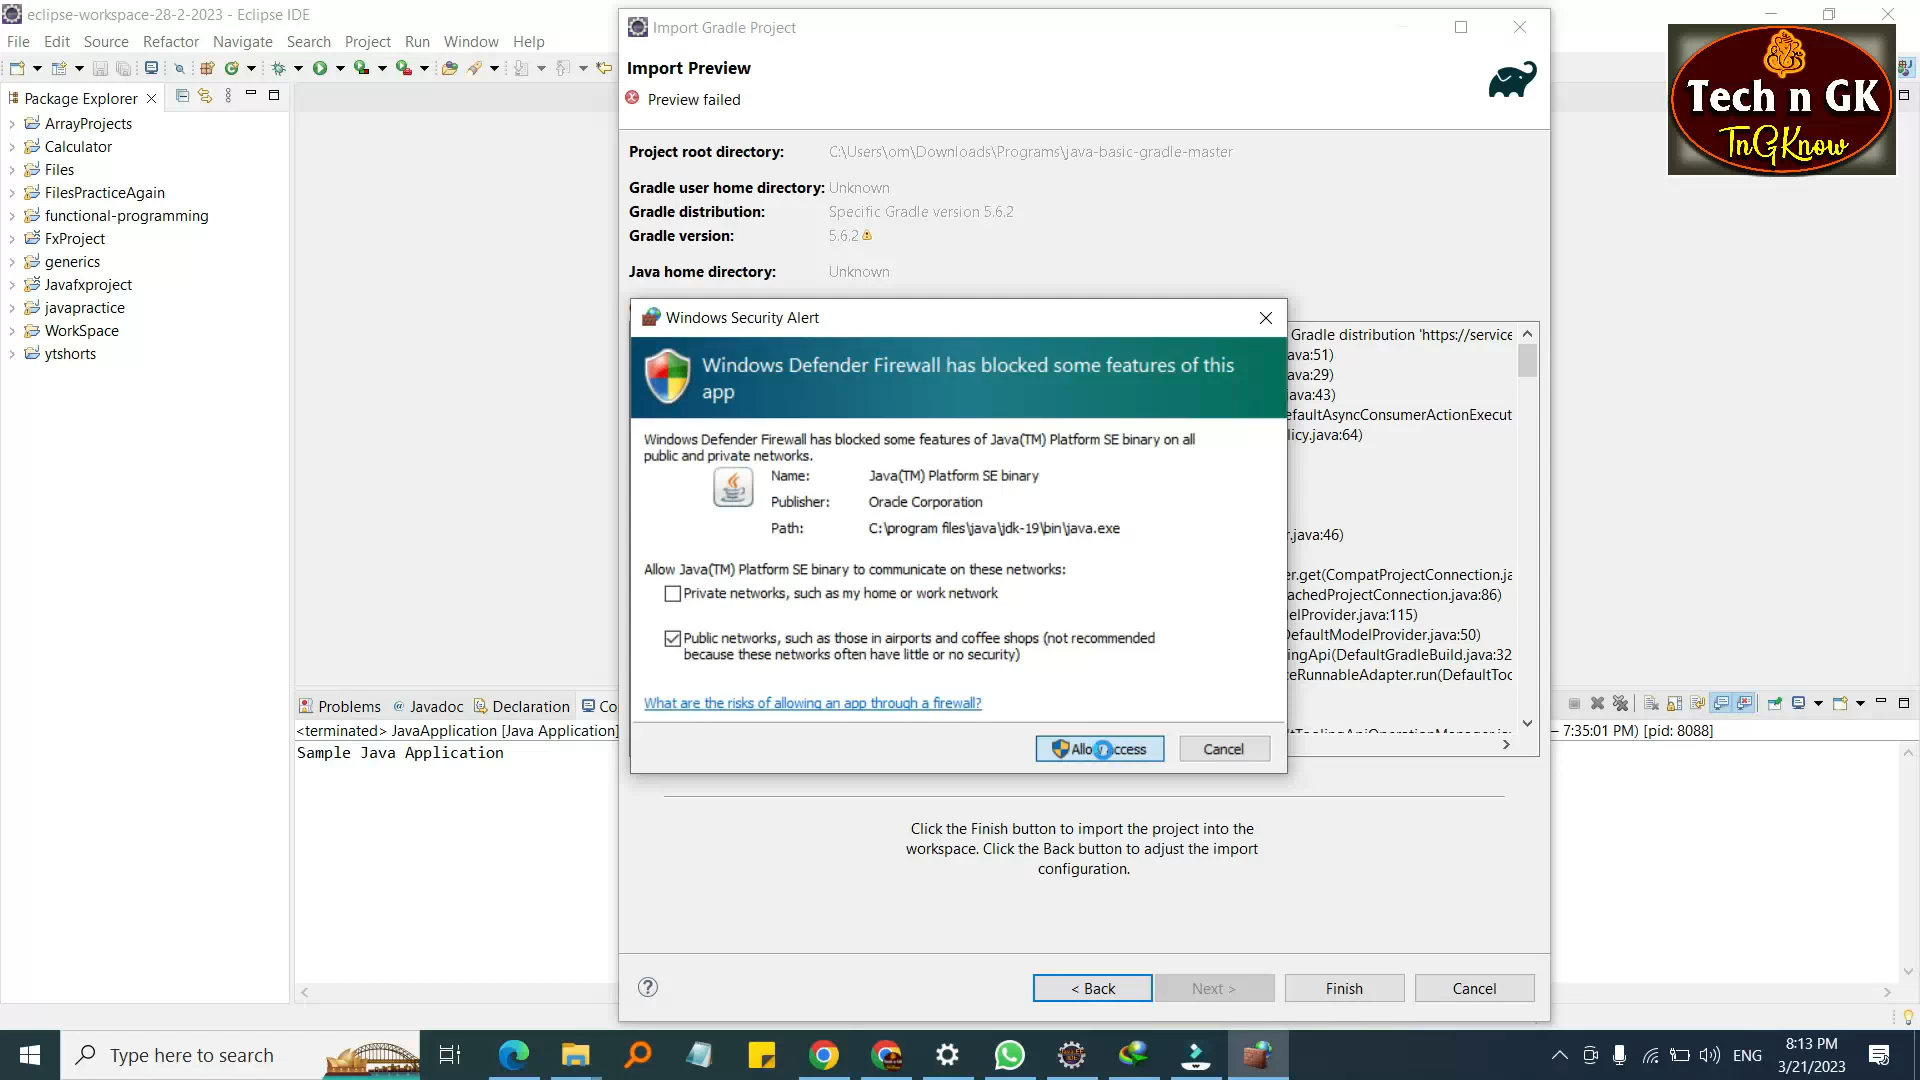 eclipse-workspace-28-2-2023 - Eclipse IDE
File Edit Source Refactor Navigate Search Project Run Window Help
Package Explorer
ArrayProjects
Calculator
Files
FilesPracticeAgain
functional-programming
FxProject
generics
Javafxproject
javapractice
WorkSpace
ytshorts
Import Gradle Project
Import Preview
Preview failed
Project root directory: C:\Users\om\Downloads\Programs\java-basic-gradle-master
Gradle user home directory: Unknown
Gradle distribution: Specific Gradle version 5.6.2
Gradle version: 5.6.2
Java home directory: Unknown
Windows Security Alert
Windows Defender Firewall has blocked some features of this
app
Windows Defender Firewall has blocked some features of Java(TM) Platform SE binary on all
public and private networks.
Name: Java(TM) Platform SE binary
Publisher: Oracle Corporation
Path: C:\program files\java\jdk-19\bin\java.exe
Allow Java(TM) Platform SE binary to communicate on these networks:
Private networks, such as my home or work network
Public networks, such as those in airports and coffee shops (not recommended
because these networks often have little or no security)
What are the risks of allowing an app through a firewall?
Cancel
Gradle distribution 'https://service
ava:51)
ava:29)
ava:43)
efaultAsyncConsumerActionExecut
licy.java:64)
r.java:46)
er.get(CompatProjectConnection.ja
achedProjectConnection.java:86)
elProvider.java:115)
DefaultModelProvider.java:50)
ingApi(DefaultGradleBuild.java:32
eRunnableAdapter.run(DefaultToo
Click the Finish button to import the project into the
workspace. Click the Back button to adjust the import
configuration.
< Back Next > Finish Cancel
Problems Javadoc Declaration Co
<terminated> JavaApplication [Java Application]
– 7:35:01 PM) [pid: 8088]
Sample Java Application
Tech n GK
TnGKnow
Type here to search
ENG
8:13 PM
3/21/2023